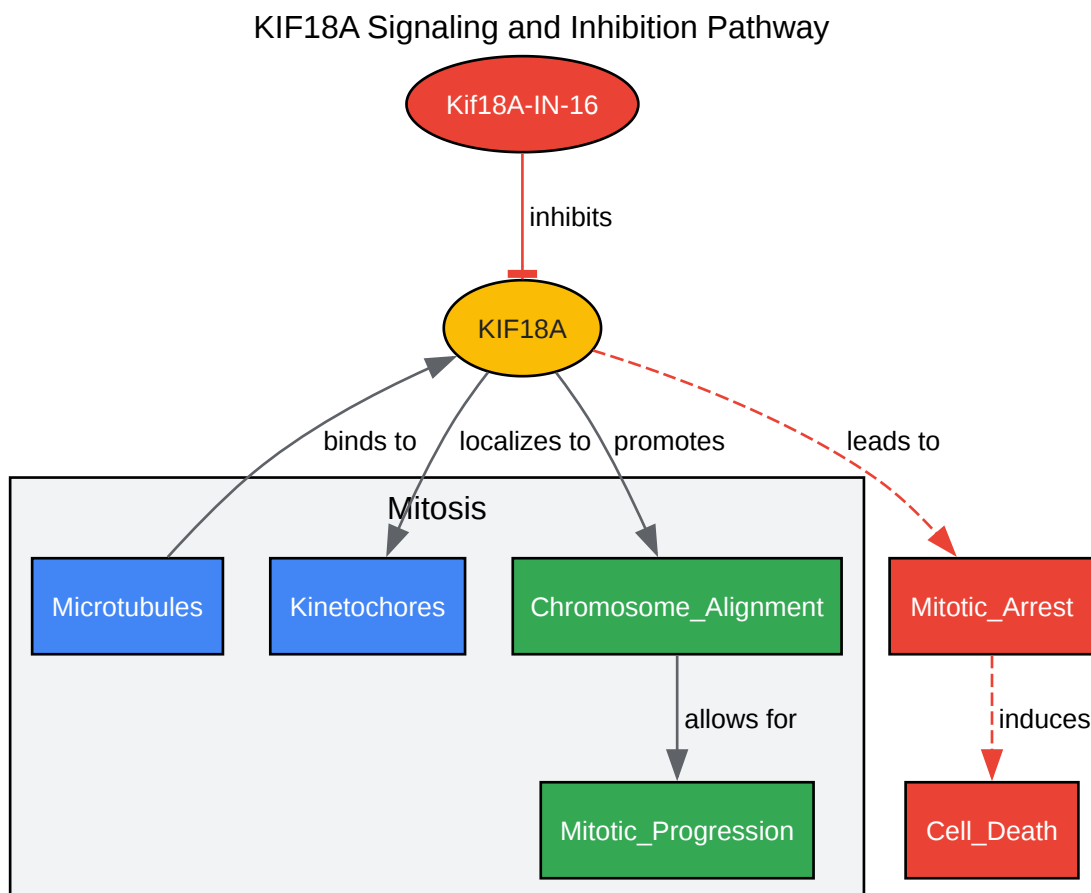 KIF18A Signaling and Inhibition Pathway
Kif18A-IN-16
inhibits
KIF18A
binds to
localizes to
promotes
leads to
Mitosis
Microtubules
Kinetochores
Chromosome_Alignment
Mitotic_Arrest
allows for
induces
Mitotic_Progression
Cell_Death